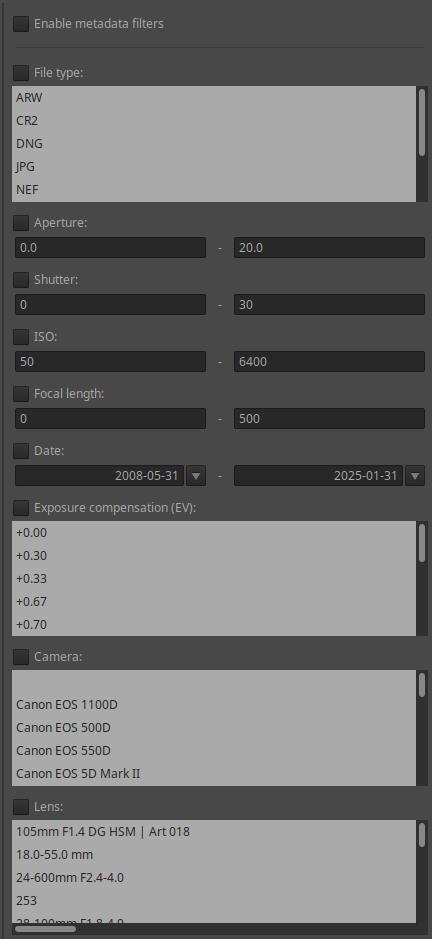 Enable metadata filters
File type:
ARW
CR2
DNG
JPG
NEF
Aperture:
0.0 - 20.0
Shutter:
0 - 30
ISO:
50 - 6400
Focal length:
0 - 500
Date:
2008-05-31 - 2025-01-31
Exposure compensation (EV):
+0.00
+0.30
+0.33
+0.67
+0.70
Camera:
Canon EOS 1100D
Canon EOS 500D
Canon EOS 550D
Canon EOS 5D Mark II
Lens:
105mm F1.4 DG HSM | Art 018
18.0-55.0 mm
24-600mm F2.4-4.0
253